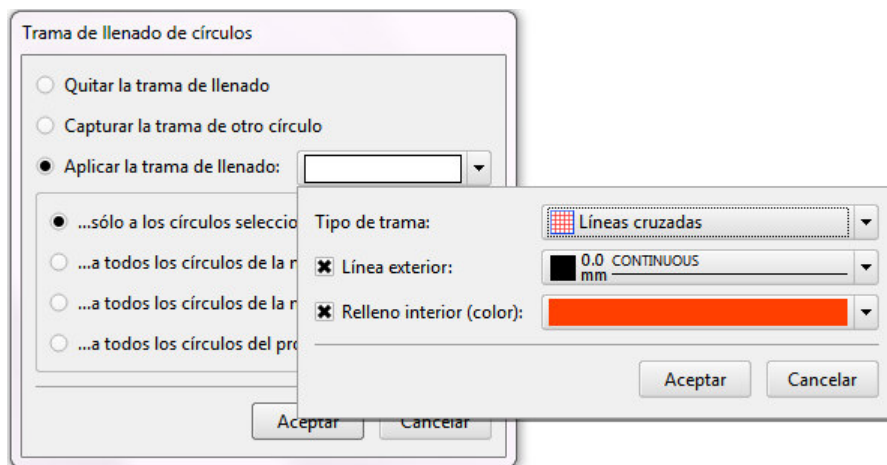 Trama de llenado de círculos
Quitar la trama de llenado
Capturar la trama de otro círculo
Aplicar la trama de llenado:
...sólo a los círculos
...a todos los círculos de la
...a todos los círculos de la
...a todos los círculos del
Aceptar Cancelar
Tipo de trama: Líneas cruzadas
Línea exterior: 0.0 mm CONTINUOUS
Relleno interior (color):
Aceptar Cancelar